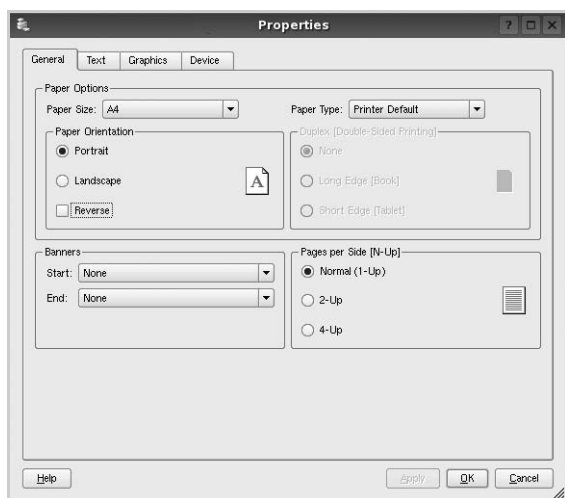 Properties
General Text Graphics Device
Paper Options
Paper Size: A4 Paper Type: Printer Default
Paper Orientation
Portrait
Landscape
Reverse
A
Duplex [Double-Sided Printing]
None
Long Edge [Book]
Short Edge [Tablet]
Banners
Start: None
End: None
Pages per Side [N-Up]
Normal (1-Up)
2-Up
4-Up
Help Apply OK Cancel